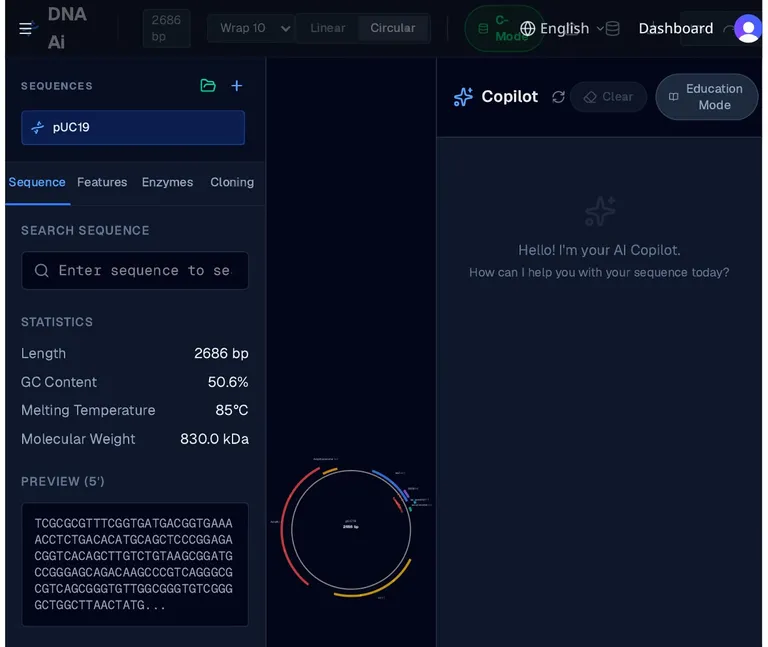 DNA
Ai
2686
bp
Wrap 10
Linear
Circular
C-
Mode
English
Dashboard
SEQUENCES
pUC19
Sequence
Features
Enzymes
Cloning
SEARCH SEQUENCE
Enter sequence to se
STATISTICS
Length 2686 bp
GC Content 50.6%
Melting Temperature 85°C
Molecular Weight 830.0 kDa
PREVIEW (5')
TCGCGCGTTTCGGTGATGACGGTGAAA
ACCTCTGACACATGCAGCTCCCGGAGA
CGGTCACAGCTTGTCTGTAAGCGGATG
CCGGGAGCAGACAAGCCCGTCAGGGCG
CGTCAGCGGGTGTTGGCGGGTGTCGGG
GCTGGCTTAACTATG...
pUC19
2686 bp
Copilot
Clear
Education
Mode
Hello! I'm your AI Copilot.
How can I help you with your sequence today?